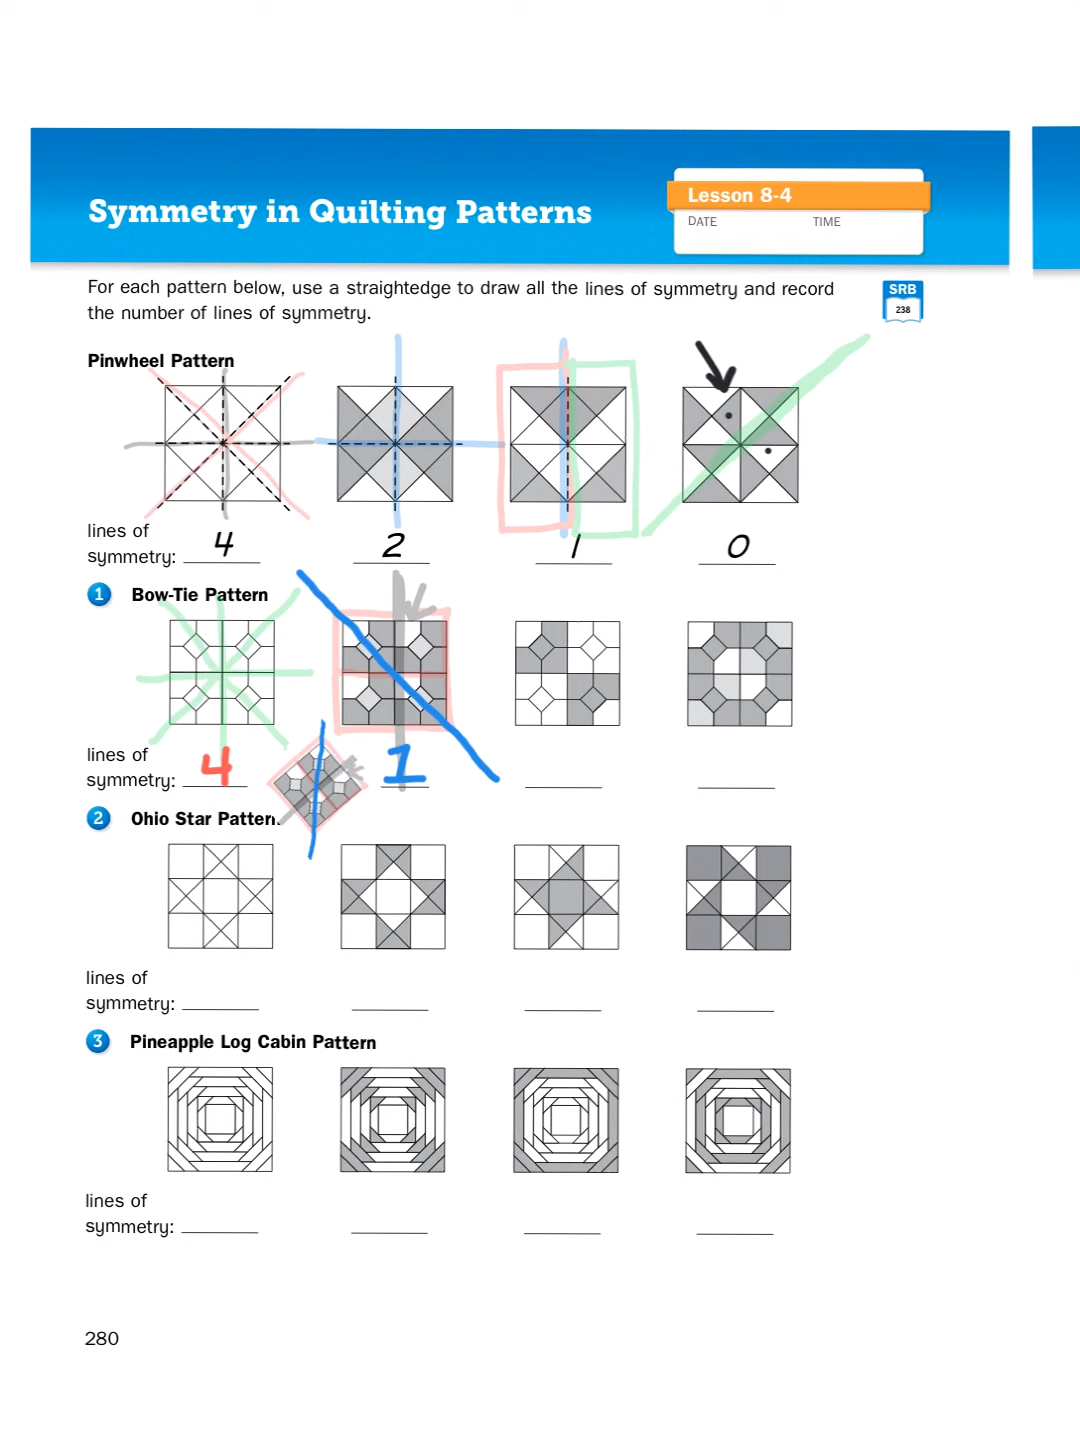 Symmetry in Quilting Patterns
Lesson 8-4
DATE TIME
For each pattern below, use a straightedge to draw all the lines of symmetry and record
the number of lines of symmetry.
SRB
238
Pinwheel Pattern
lines of
symmetry: 4 2 1 0
1 Bow-Tie Pattern
lines of
symmetry: 4 1
2 Ohio Star Pattern
lines of
symmetry:
3 Pineapple Log Cabin Pattern
lines of
symmetry:
280